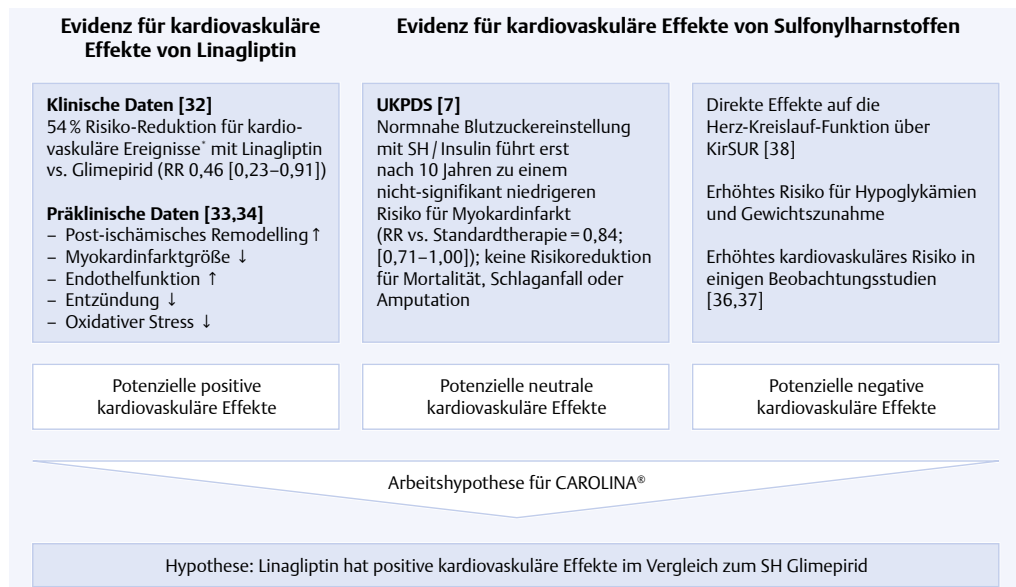 Evidenz für kardiovaskuläre
Effekte von Linagliptin
Evidenz für kardiovaskuläre Effekte von Sulfonylharnstoffen
Klinische Daten [32]
54 % Risiko-Reduktion für kardio-
vaskuläre Ereignisse* mit Linagliptin
vs. Glimepirid (RR 0,46 [0,23–0,91])
Präklinische Daten [33,34]
– Post-ischämisches Remodelling ↑
– Myokardinfarktgröße ↓
– Endothelfunktion ↑
– Entzündung ↓
– Oxidativer Stress ↓
UKPDS [7]
Normnahe Blutzuckereinstellung
mit SH / Insulin führt erst
nach 10 Jahren zu einem
nicht-signifikant niedrigeren
Risiko für Myokardinfarkt
(RR vs. Standardtherapie = 0,84;
[0,71–1,00]); keine Risikoreduktion
für Mortalität, Schlaganfall oder
Amputation
Direkte Effekte auf die
Herz-Kreislauf-Funktion über
KirSUR [38]
Erhöhtes Risiko für Hypoglykämien
und Gewichtszunahme
Erhöhtes kardiovaskuläres Risiko in
einigen Beobachtungsstudien
[36,37]
Potenzielle positive
kardiovaskuläre Effekte
Potenzielle neutrale
kardiovaskuläre Effekte
Potenzielle negative
kardiovaskuläre Effekte
Arbeitshypothese für CAROLINA®
Hypothese: Linagliptin hat positive kardiovaskuläre Effekte im Vergleich zum SH Glimepirid